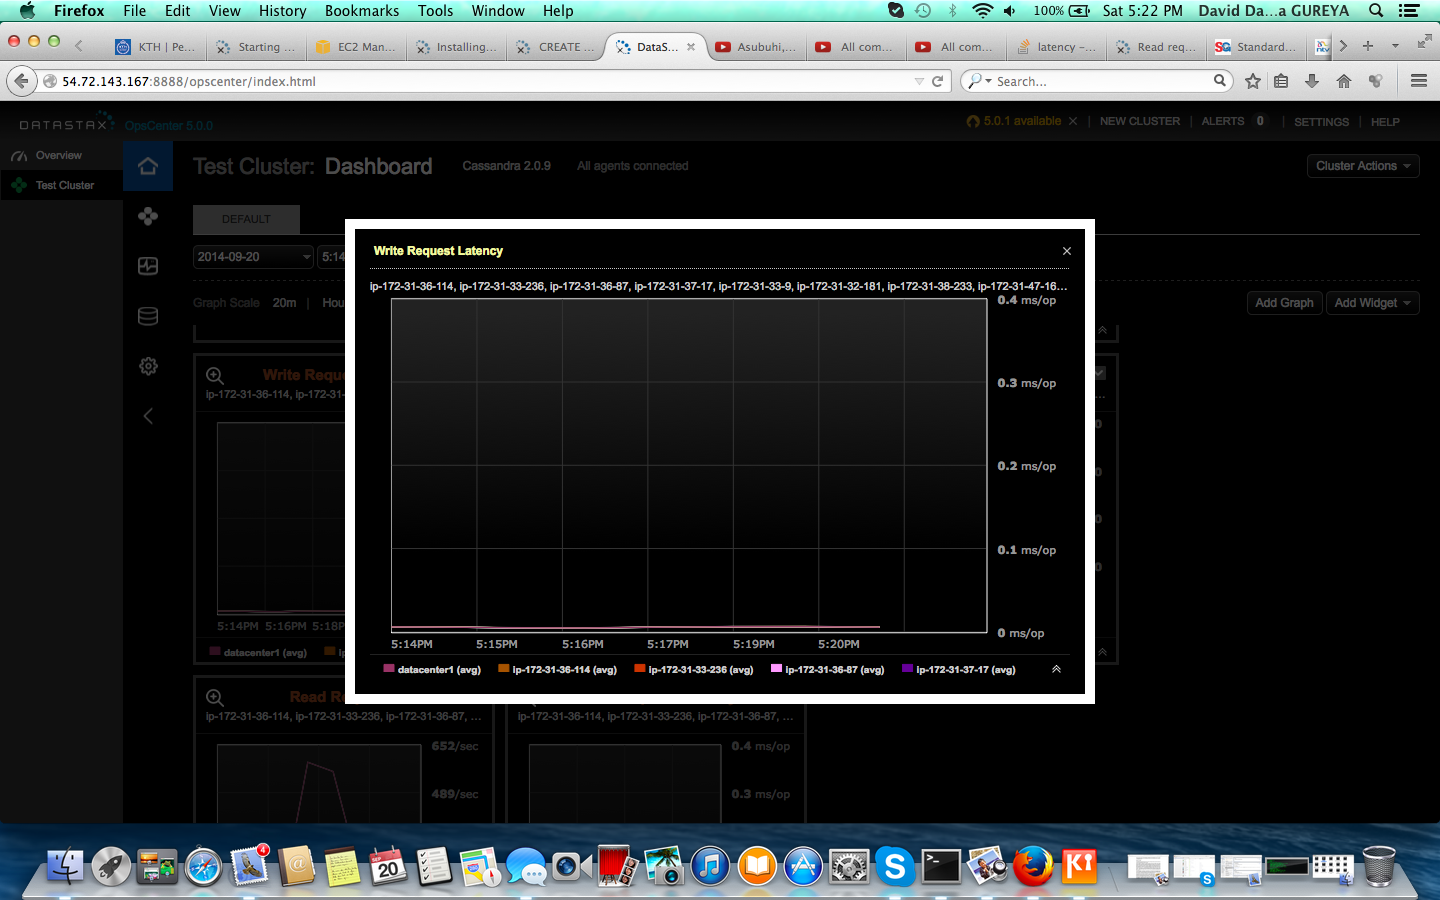 Firefox File Edit View History Bookmarks Tools Window Help 100% Sat 5:22 PM David Da...a GUREYA
KTH | Pe... Starting ... EC2 Man... Installing... CREATE ... DataS... Asubuhi,... All com... All com... latency -... Read req... Standard... ntv
54.72.143.167:8888/opscenter/index.html Search...
DATASTAX OpsCenter 5.0.0 5.0.1 available × | NEW CLUSTER | ALERTS 0 | SETTINGS | HELP
Overview
Test Cluster
Test Cluster: Dashboard Cassandra 2.0.9 All agents connected Cluster Actions
DEFAULT
2014-09-20 5:14
Graph Scale 20m | Hou
Add Graph Add Widget
Write Request Latency ×
ip-172-31-36-114, ip-172-31-33-236, ip-172-31-36-87, ip-172-31-37-17, ip-172-31-33-9, ip-172-31-32-181, ip-172-31-38-233, ip-172-31-47-16...
0.4 ms/op
0.3 ms/op
0.2 ms/op
0.1 ms/op
0 ms/op
5:14PM 5:15PM 5:16PM 5:17PM 5:19PM 5:20PM
datacenter1 (avg) ip-172-31-36-114 (avg) ip-172-31-33-236 (avg) ip-172-31-36-87 (avg) ip-172-31-37-17 (avg)
Write Reque
ip-172-31-36-114, ip-172-31
5:14PM 5:16PM 5:18P
datacenter1 (avg) ip-
Read Re
ip-172-31-36-114, ip-172-31-33-236, ip-172-31-36-87, ...
652/sec
489/sec
ip-172-31-36-114, ip-172-31-33-236, ip-172-31-36-87, ...
0.4 ms/op
0.3 ms/op
4
SEP
20